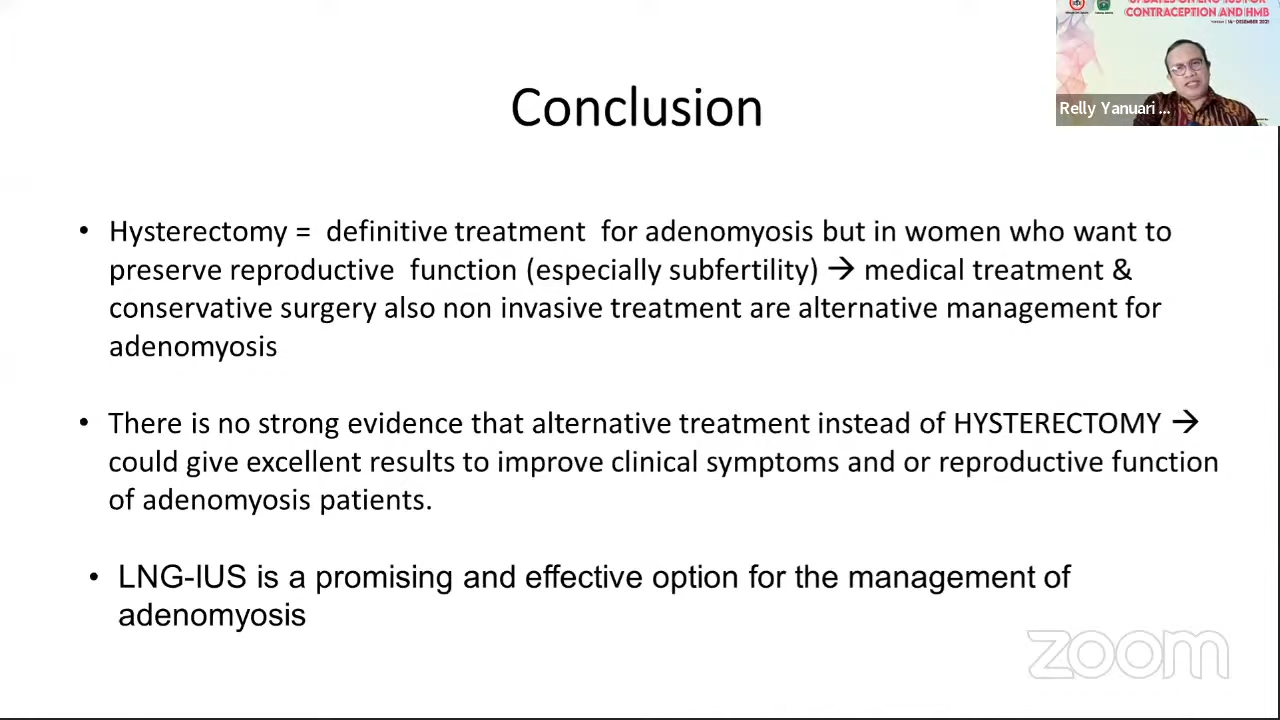 CONTRACEPTION AND HMB
Relly Yanuari ...
Conclusion
• Hysterectomy = definitive treatment for adenomyosis but in women who want to
preserve reproductive function (especially subfertility) → medical treatment &
conservative surgery also non invasive treatment are alternative management for
adenomyosis
• There is no strong evidence that alternative treatment instead of HYSTERECTOMY →
could give excellent results to improve clinical symptoms and or reproductive function
of adenomyosis patients.
• LNG-IUS is a promising and effective option for the management of
adenomyosis
zoom